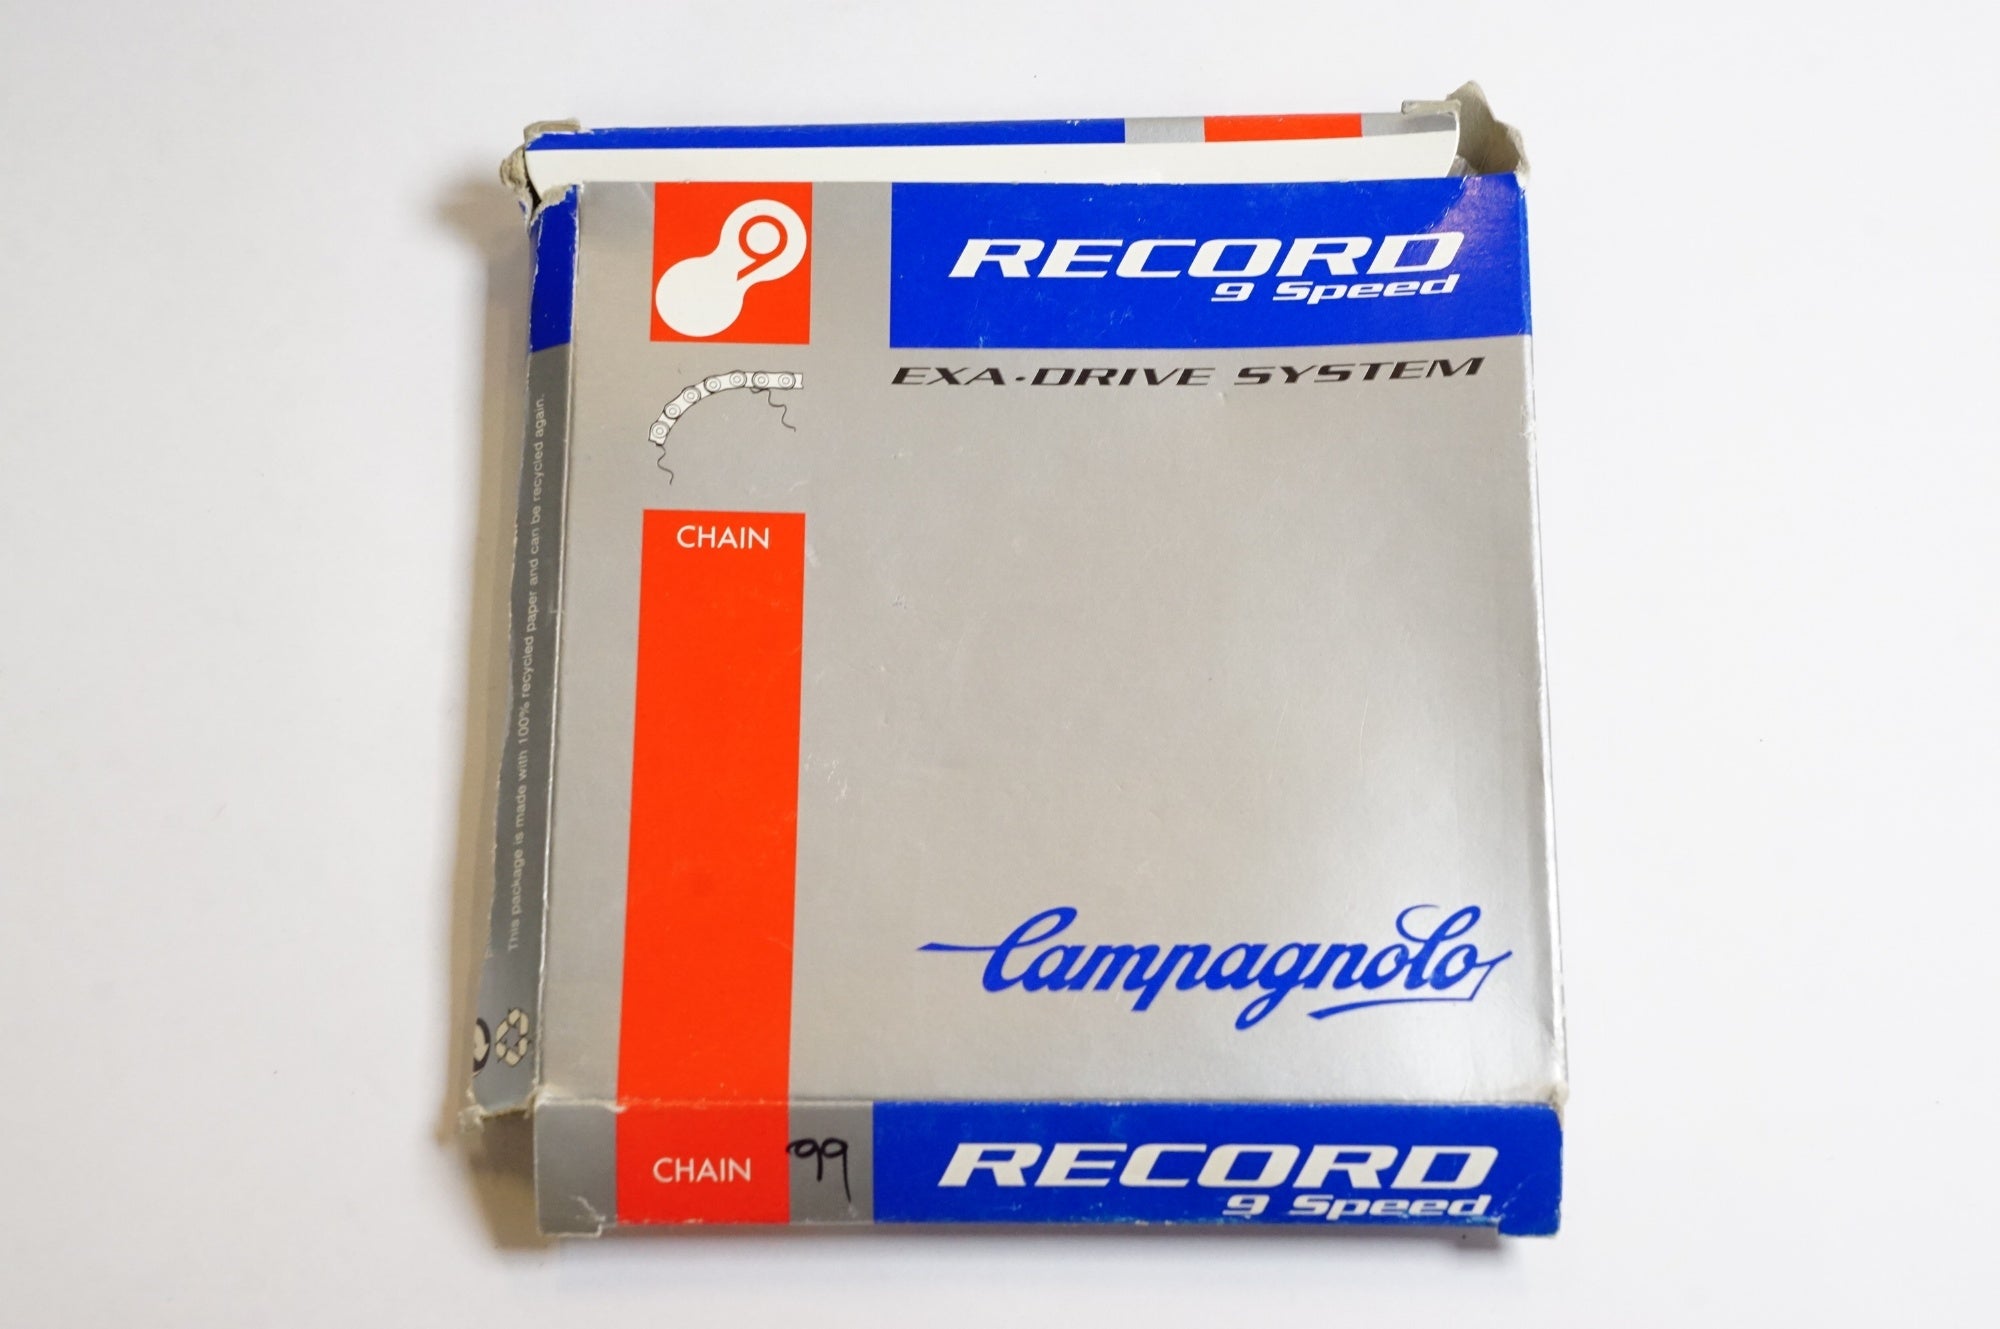 9
RECORD
9 Speed
EXA-DRIVE SYSTEM
CHAIN
This package is made with 100% recycled paper and can be recycled again.
Campagnolo
CHAIN
99
RECORD
9 Speed